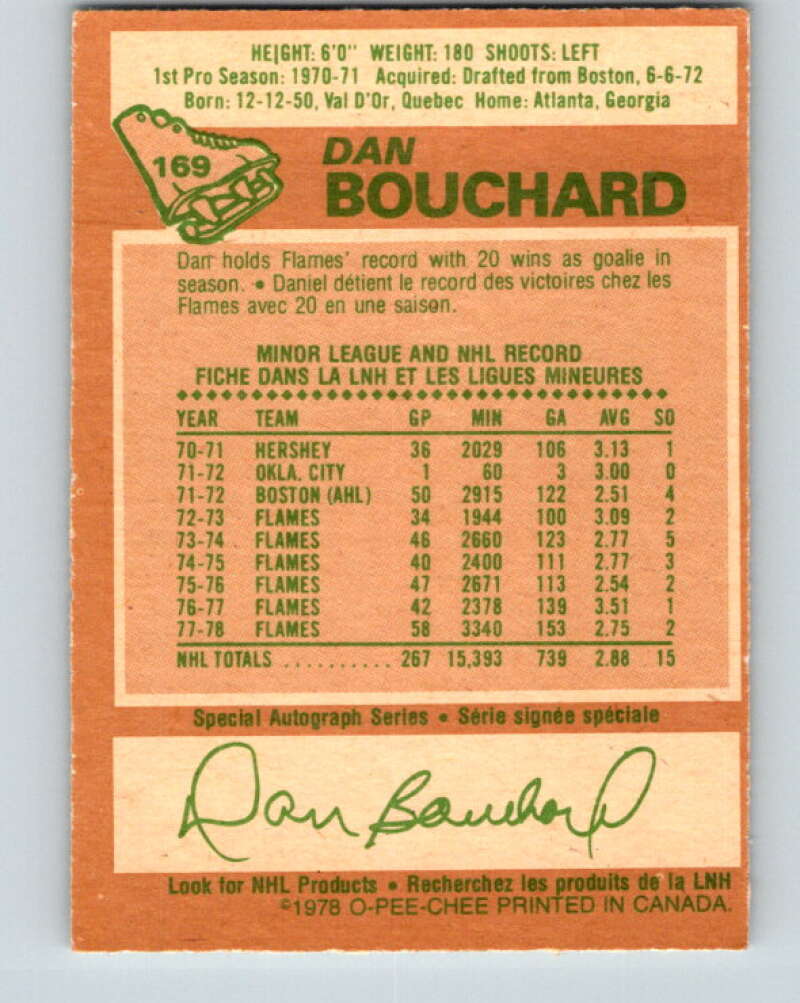 HEIGHT: 6'0" WEIGHT: 180 SHOOTS: LEFT
1st Pro Season: 1970-71 Acquired: Drafted from Boston, 6-6-72
Born: 12-12-50, Val D'Or, Quebec Home: Atlanta, Georgia
169
DAN
BOUCHARD
Dan holds Flames' record with 20 wins as goalie in
season. • Daniel détient le record des victoires chez les
Flames avec 20 en une saison.
MINOR LEAGUE AND NHL RECORD
FICHE DANS LA LNH ET LES LIGUES MINEURES
YEAR TEAM GP MIN GA AVG SO
70-71 HERSHEY 36 2029 106 3.13 1
71-72 OKLA. CITY 1 60 3 3.00 0
71-72 BOSTON (AHL) 50 2915 122 2.51 4
72-73 FLAMES 34 1944 100 3.09 2
73-74 FLAMES 46 2660 123 2.77 5
74-75 FLAMES 40 2400 111 2.77 3
75-76 FLAMES 47 2671 113 2.54 2
76-77 FLAMES 42 2378 139 3.51 1
77-78 FLAMES 58 3340 153 2.75 2
NHL TOTALS .......... 267 15,393 739 2.88 15
Special Autograph Series • Série signée spéciale
Dan Bouchard
Look for NHL Products • Recherchez les produits de la LNH
©1978 O-PEE-CHEE PRINTED IN CANADA.